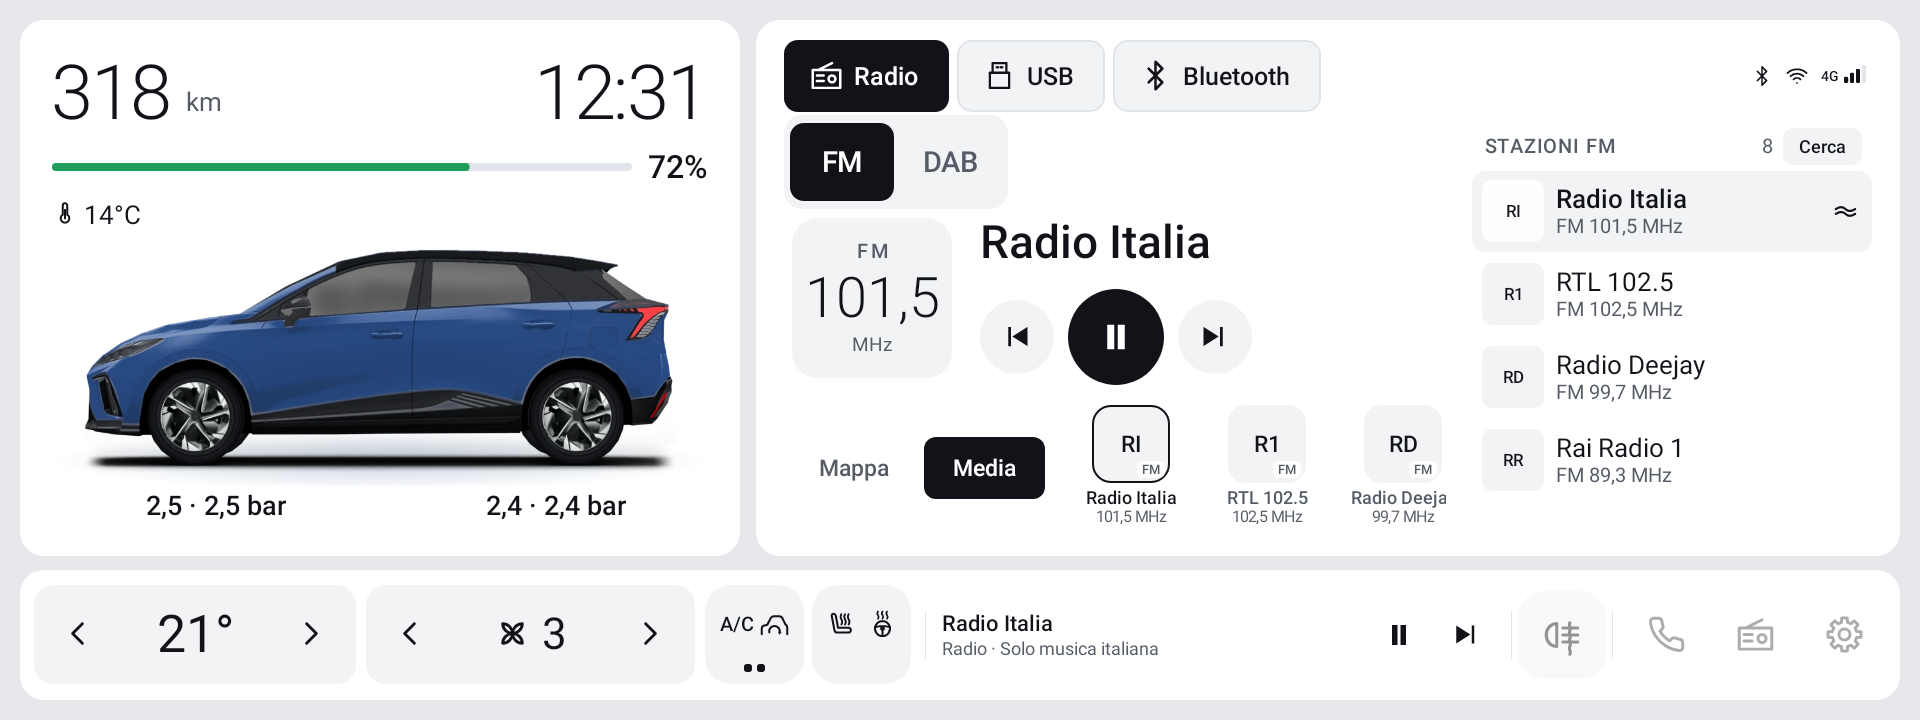 318 km
12:31
72%
14°C
2,5 · 2,5 bar
2,4 · 2,4 bar
Radio
USB
Bluetooth
4G
FM
DAB
FM
101,5
MHz
Radio Italia
Mappa
Media
RI
FM
Radio Italia
101,5 MHz
R1
FM
RTL 102.5
102,5 MHz
RD
FM
Radio Deeja
99,7 MHz
STAZIONI FM
8
Cerca
RI
Radio Italia
FM 101,5 MHz
R1
RTL 102.5
FM 102,5 MHz
RD
Radio Deejay
FM 99,7 MHz
RR
Rai Radio 1
FM 89,3 MHz
21°
3
A/C
Radio Italia
Radio · Solo musica italiana